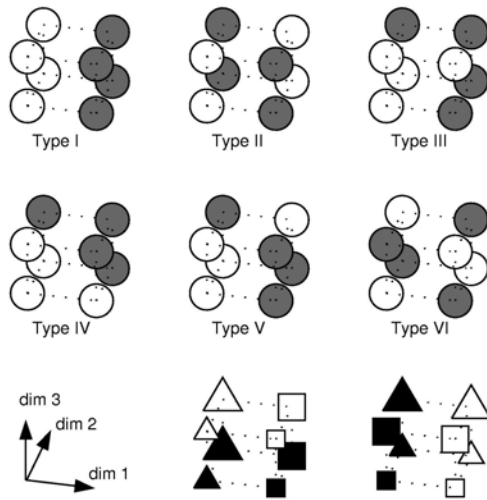 Type I
Type II
Type III
Type IV
Type V
Type VI
dim 3
dim 2
dim 1